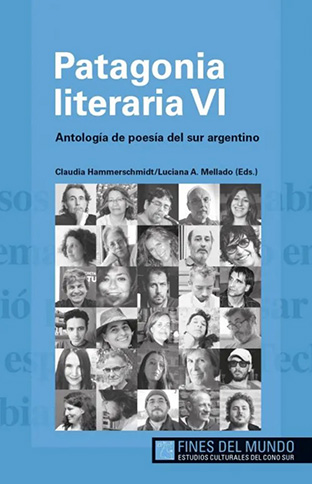 Patagonia
literaria VI
Antología de poesía del sur argentino
Claudia Hammerschmidt/Luciana A. Mellado (Eds.)
FINES DEL MUNDO
ESTUDIOS CULTURALES DEL CONO SUR